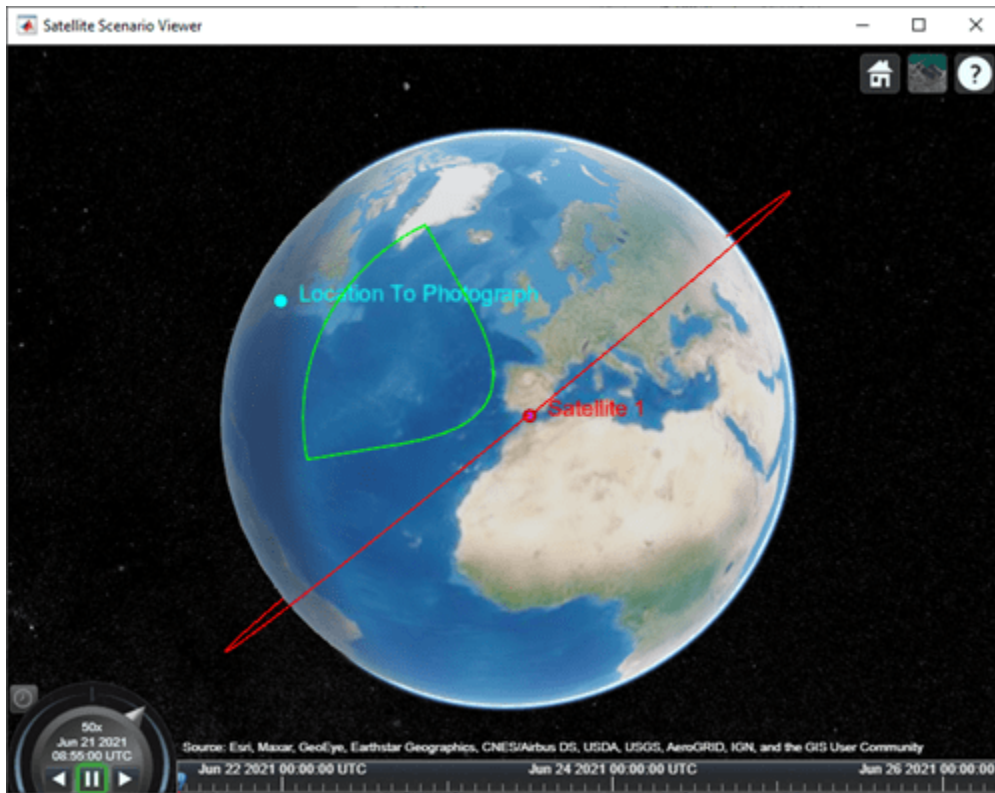 Satellite Scenario Viewer
?
Location To Photograph
Satellite 1
50x
Jun 21 2021
08:55:00 UTC
Source: Esri, Maxar, GeoEye, Earthstar Geographics, CNES/Airbus DS, USDA, USGS, AeroGRID, IGN, and the GIS User Community
Jun 22 2021 00:00:00 UTC Jun 24 2021 00:00:00 UTC Jun 26 2021 00:00:00